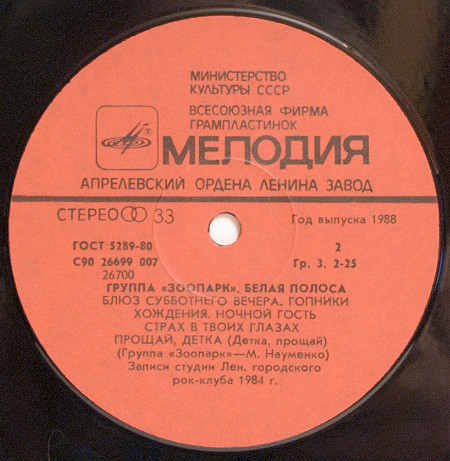 МИНИСТЕРСТВО
КУЛЬТУРЫ СССР
ВСЕСОЮЗНАЯ ФИРМА
ГРАМПЛАСТИНОК
МЕЛОДИЯ
АПРЕЛЕВСКИЙ ОРДЕНА ЛЕНИНА ЗАВОД
СТЕРЕО 33
Год выпуска 1988
ГОСТ 5289-80
2
С90 26699 007
Гр. 3. 2-25
26700
ГРУППА «ЗООПАРК». БЕЛАЯ ПОЛОСА
БЛЮЗ СУББОТНЕГО ВЕЧЕРА. ГОПНИКИ
ХОЖДЕНИЯ. НОЧНОЙ ГОСТЬ
СТРАХ В ТВОИХ ГЛАЗАХ
ПРОЩАЙ, ДЕТКА (Детка, прощай)
(Группа «Зоопарк»—М. Науменко)
Записи студии Лен. городского
рок-клуба 1984 г.